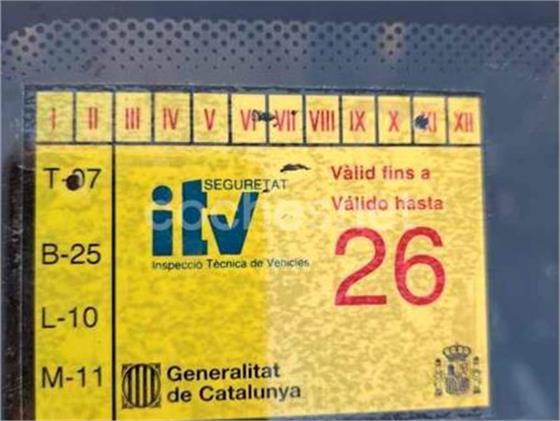 I II III IV V VI VII VIII IX X XI XII
T-07
B-25
L-10
M-11
SEGURETAT
itv
Inspecció Tècnica de Vehicles
Vàlid fins a
Válido hasta
26
Generalitat
de Catalunya